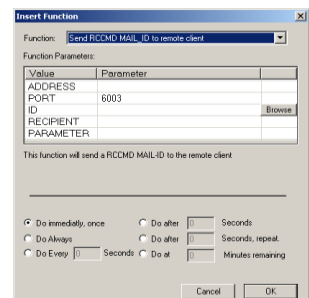 Insert Function
Function: Send RCCMD MAIL_ID to remote client
Function Parameters:
Value Parameter
ADDRESS
PORT 6003
ID Browse
RECIPIENT
PARAMETER
This function will send a RCCMD MAIL-ID to the remote client
Do immediatly, once Do after 0 Seconds
Do Always Do after 0 Seconds, repeat.
Do Every 0 Seconds Do at 0 Minutes remaining
Cancel OK